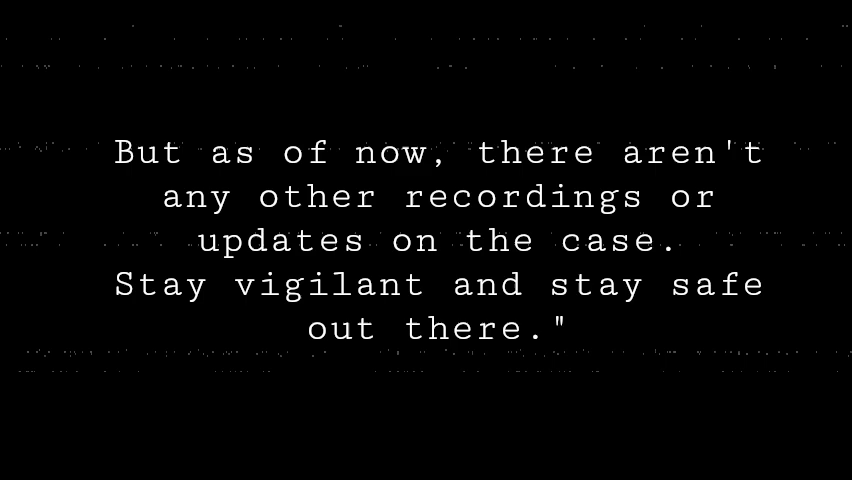 But as of now, there aren't
any other recordings or
updates on the case.
Stay vigilant and stay safe
out there."